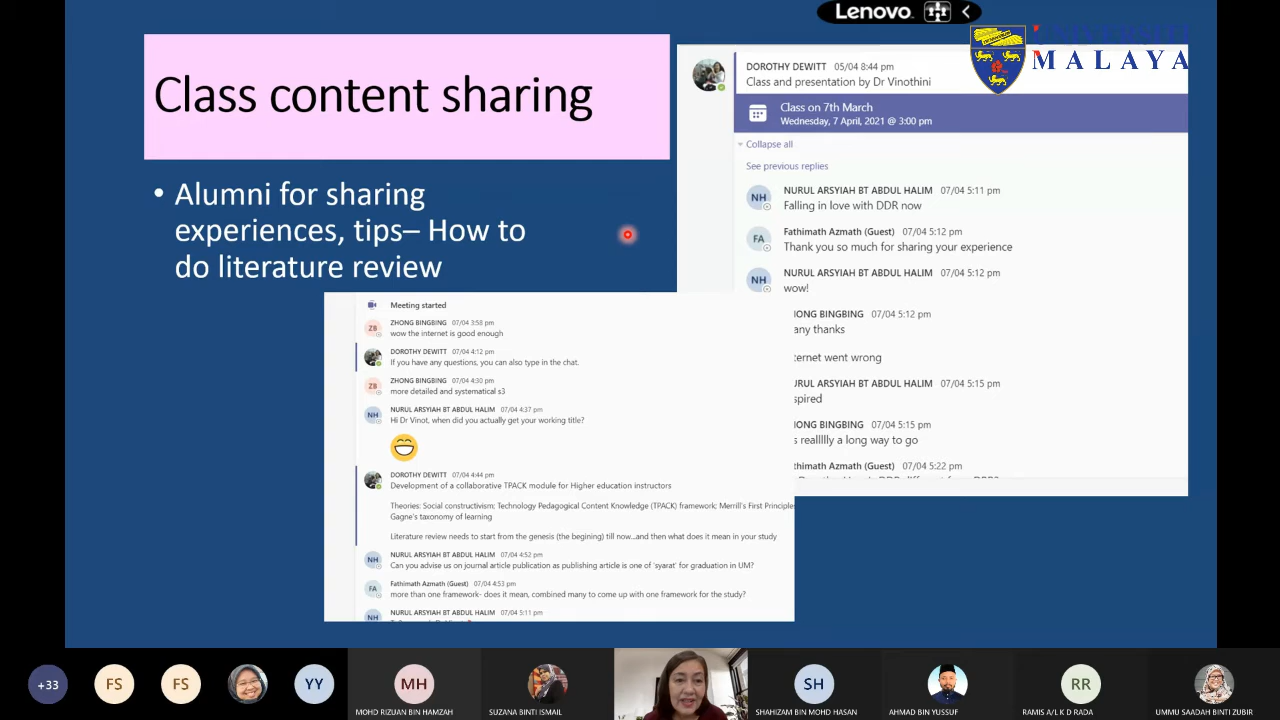 Lenovo
UNIVERSITI
MALAYA
Class content sharing
• Alumni for sharing
experiences, tips– How to
do literature review
DOROTHY DEWITT 05/04 8:44 pm
Class and presentation by Dr Vinothini
Class on 7th March
Wednesday, 7 April, 2021 @ 3:00 pm
Collapse all
See previous replies
NH
NURUL ARSYIAH BT ABDUL HALIM 07/04 5:11 pm
Falling in love with DDR now
FA
Fathimath Azmath (Guest) 07/04 5:12 pm
Thank you so much for sharing your experience
NH
NURUL ARSYIAH BT ABDUL HALIM 07/04 5:12 pm
wow!
HONG BINGBING 07/04 5:12 pm
any thanks
ternet went wrong
URUL ARSYIAH BT ABDUL HALIM 07/04 5:15 pm
spired
HONG BINGBING 07/04 5:15 pm
s reallllly a long way to go
thimath Azmath (Guest) 07/04 5:22 pm
Meeting started
ZB
ZHONG BINGBING 07/04 3:58 pm
wow the internet is good enough
DOROTHY DEWITT 07/04 4:12 pm
If you have any questions, you can also type in the chat.
ZB
ZHONG BINGBING 07/04 4:30 pm
more detailed and systematical s3
NH
NURUL ARSYIAH BT ABDUL HALIM 07/04 4:37 pm
Hi Dr Vinot, when did you actually get your working title?
DOROTHY DEWITT 07/04 4:44 pm
Development of a collaborative TPACK module for Higher education instructors
Theories: Social constructivism; Technology Pedagogical Content Knowledge (TPACK) framework; Merrill's First Principles
Gagne's taxonomy of learning
Literature review needs to start from the genesis (the begining) till now...and then what does it mean in your study
NH
NURUL ARSYIAH BT ABDUL HALIM 07/04 4:52 pm
Can you advise us on journal article publication as publishing article is one of 'syarat' for graduation in UM?
FA
Fathimath Azmath (Guest) 07/04 4:53 pm
more than one framework- does it mean, combined many to come up with one framework for the study?
NH
NURUL ARSYIAH BT ABDUL HALIM 07/04 5:11 pm
+33
FS
FS
YY
MH
MOHD RIZUAN BIN HAMZAH
SUZANA BINTI ISMAIL
SH
SHAHIZAM BIN MOHD HASAN
AHMAD BIN YUSSUF
RR
RAMIS A/L K D RADA
UMMU SAADAH BINTI ZUBIR